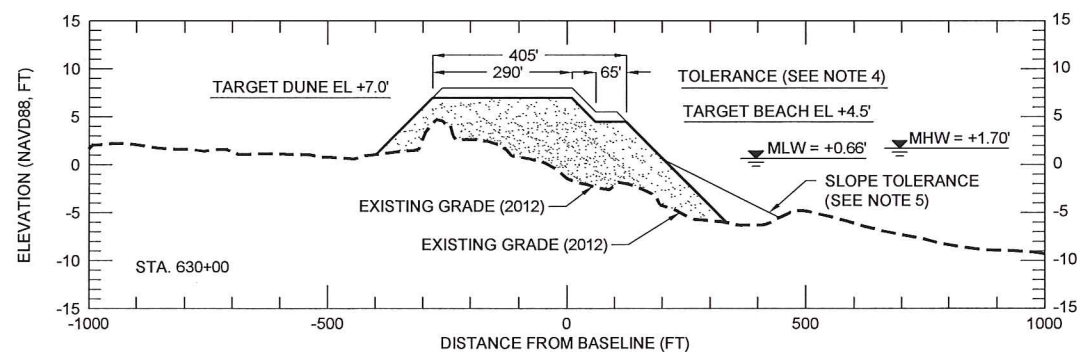 15
10
5
0
-5
-10
-15
ELEVATION (NAVD88, FT)
405'
290'
65'
TARGET DUNE EL +7.0'
TOLERANCE (SEE NOTE 4)
TARGET BEACH EL +4.5'
MLW = +0.66'
MHW = +1.70'
SLOPE TOLERANCE
(SEE NOTE 5)
EXISTING GRADE (2012)
EXISTING GRADE (2012)
STA. 630+00
15
10
5
0
-5
-10
-15
-1000
-500
0
500
1000
DISTANCE FROM BASELINE (FT)